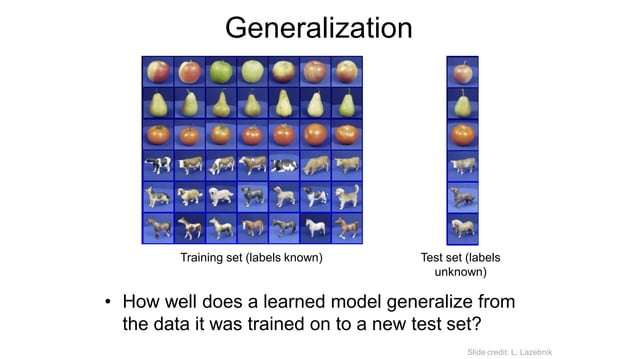 Generalization
Training set (labels known)
Test set (labels
unknown)
• How well does a learned model generalize from
the data it was trained on to a new test set?
Slide credit: L. Lazebnik